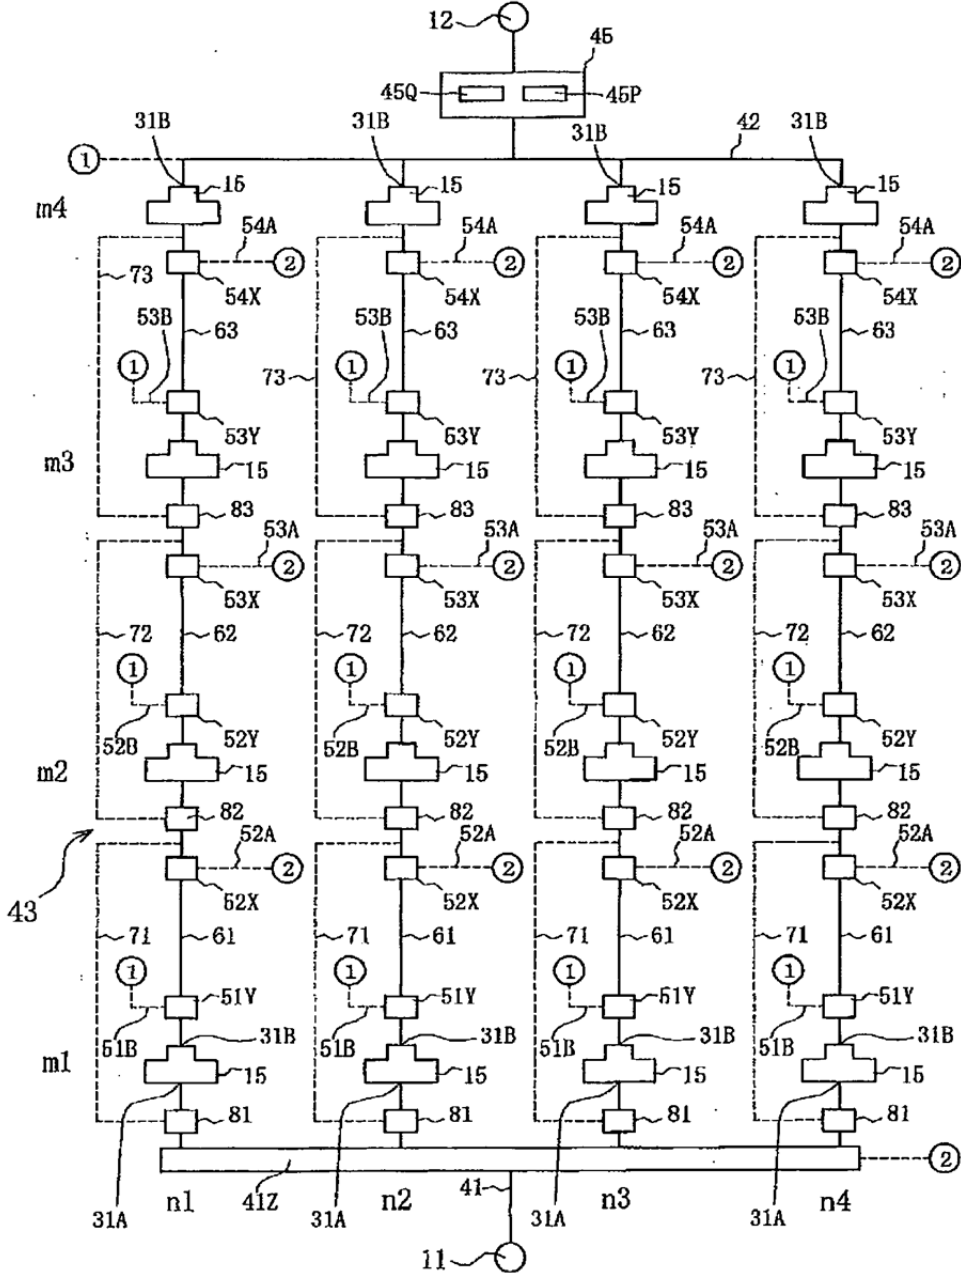 12
45
45Q 45P
31B 31B 31B 42 31B
1
15 15 15 15
m4
54A 54A 54A 54A
2 2 2 2
73
54X 54X 54X 54X
53B 63 53B 63 53B 63 53B 63
1 1 1 1
73 73 73
53Y 53Y 53Y 53Y
m3 15 15 15 15
83 83 83 83
53A 53A 53A 53A
2 2 2 2
53X 53X 53X 53X
72 62 72 62 72 62 72 62
1 1 1 1
52B 52Y 52B 52Y 52B 52Y 52B 52Y
m2 15 15 15 15
82 82 82 82
52A 52A 52A 52A
2 2 2 2
43 52X 52X 52X 52X
71 61 71 61 71 61 71 61
1 1 1 1
51Y 51Y 51Y 51Y
51B 31B 51B 31B 51B 31B 51B 31B
m1 15 15 15 15
81 81 81 81
2
31A n1 41Z 31A n2 41 31A n3 31A n4
11